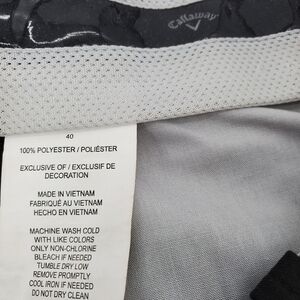 Callaway
40
100% POLYESTER / POLIÉSTER
EXCLUSIVE OF / EXCLUSIF DE
DECORATION
MADE IN VIETNAM
FABRIQUÉ AU VIETNAM
HECHO EN VIETNAM
MACHINE WASH COLD
WITH LIKE COLORS
ONLY NON-CHLORINE
BLEACH IF NEEDED
TUMBLE DRY LOW
REMOVE PROMPTLY
COOL IRON IF NEEDED
DO NOT DRY CLEAN